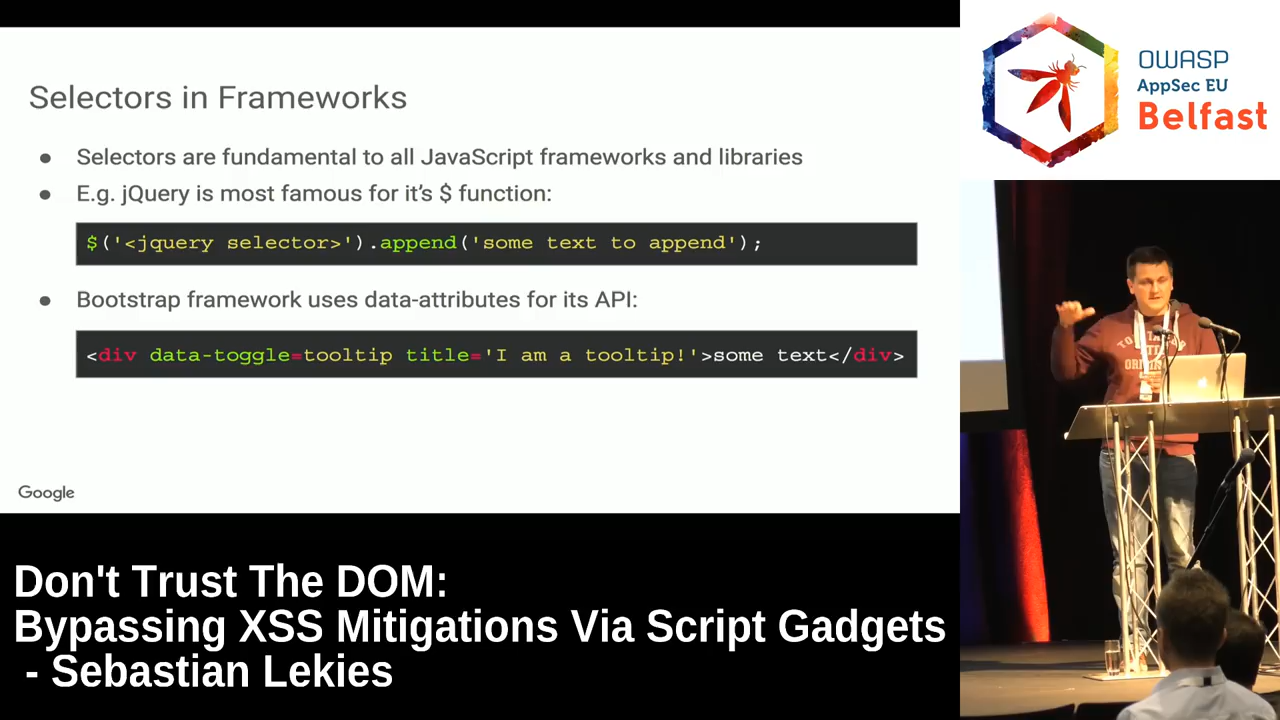 Selectors in Frameworks
● Selectors are fundamental to all JavaScript frameworks and libraries
● E.g. jQuery is most famous for it's $ function:
$('<jquery selector>').append('some text to append');
● Bootstrap framework uses data-attributes for its API:
<div data-toggle=tooltip title='I am a tooltip!'>some text</div>
Google
OWASP
AppSec EU
Belfast
Don't Trust The DOM:
Bypassing XSS Mitigations Via Script Gadgets
- Sebastian Lekies